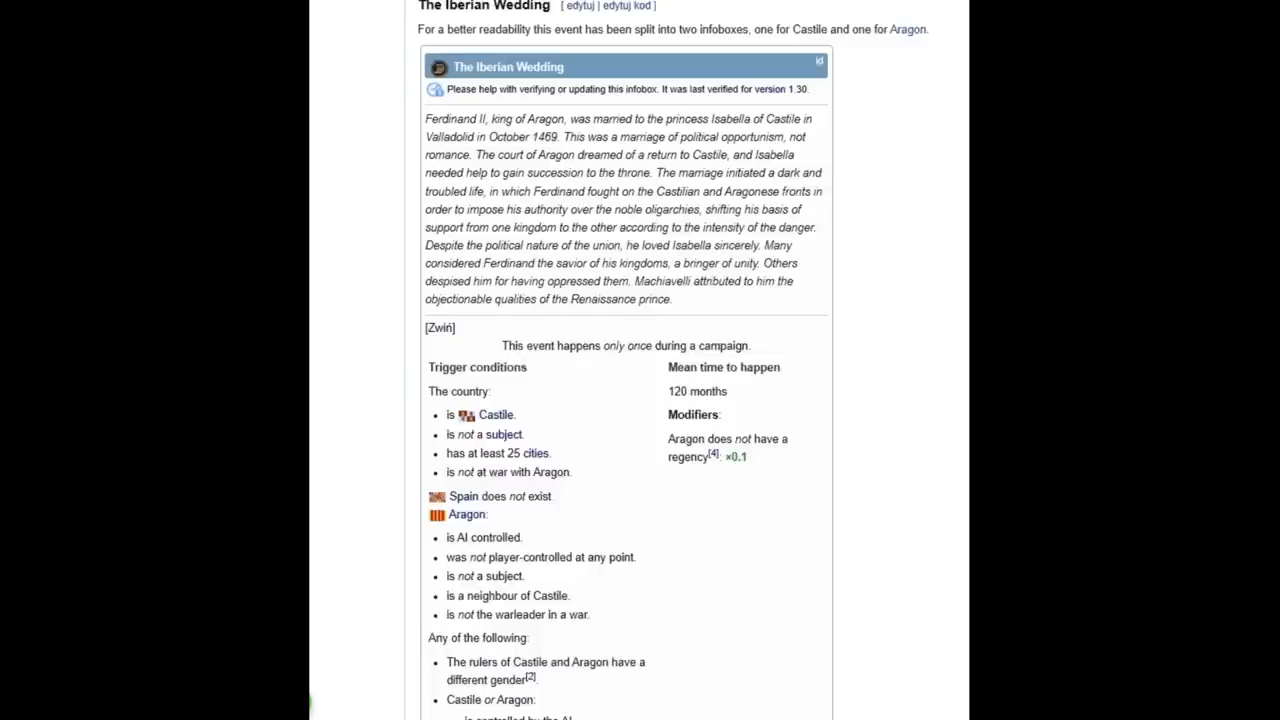 The Iberian Wedding [ edytuj | edytuj kod ]
For a better readability this event has been split into two infoboxes, one for Castile and one for Aragon.
The Iberian Wedding id
Please help with verifying or updating this infobox. It was last verified for version 1.30.
Ferdinand II, king of Aragon, was married to the princess Isabella of Castile in
Valladolid in October 1469. This was a marriage of political opportunism, not
romance. The court of Aragon dreamed of a return to Castile, and Isabella
needed help to gain succession to the throne. The marriage initiated a dark and
troubled life, in which Ferdinand fought on the Castilian and Aragonese fronts in
order to impose his authority over the noble oligarchies, shifting his basis of
support from one kingdom to the other according to the intensity of the danger.
Despite the political nature of the union, he loved Isabella sincerely. Many
considered Ferdinand the savior of his kingdoms, a bringer of unity. Others
despised him for having oppressed them. Machiavelli attributed to him the
objectionable qualities of the Renaissance prince.
[Zwiń]
This event happens only once during a campaign.
Trigger conditions
The country:
• is Castile.
• is not a subject.
• has at least 25 cities.
• is not at war with Aragon.
Spain does not exist.
Aragon:
• is AI controlled.
• was not player-controlled at any point.
• is not a subject.
• is a neighbour of Castile.
• is not the warleader in a war.
Any of the following:
• The rulers of Castile and Aragon have a
different gender[2].
• Castile or Aragon:
is controlled by the AI
Mean time to happen
120 months
Modifiers:
Aragon does not have a
regency[4]: ×0.1